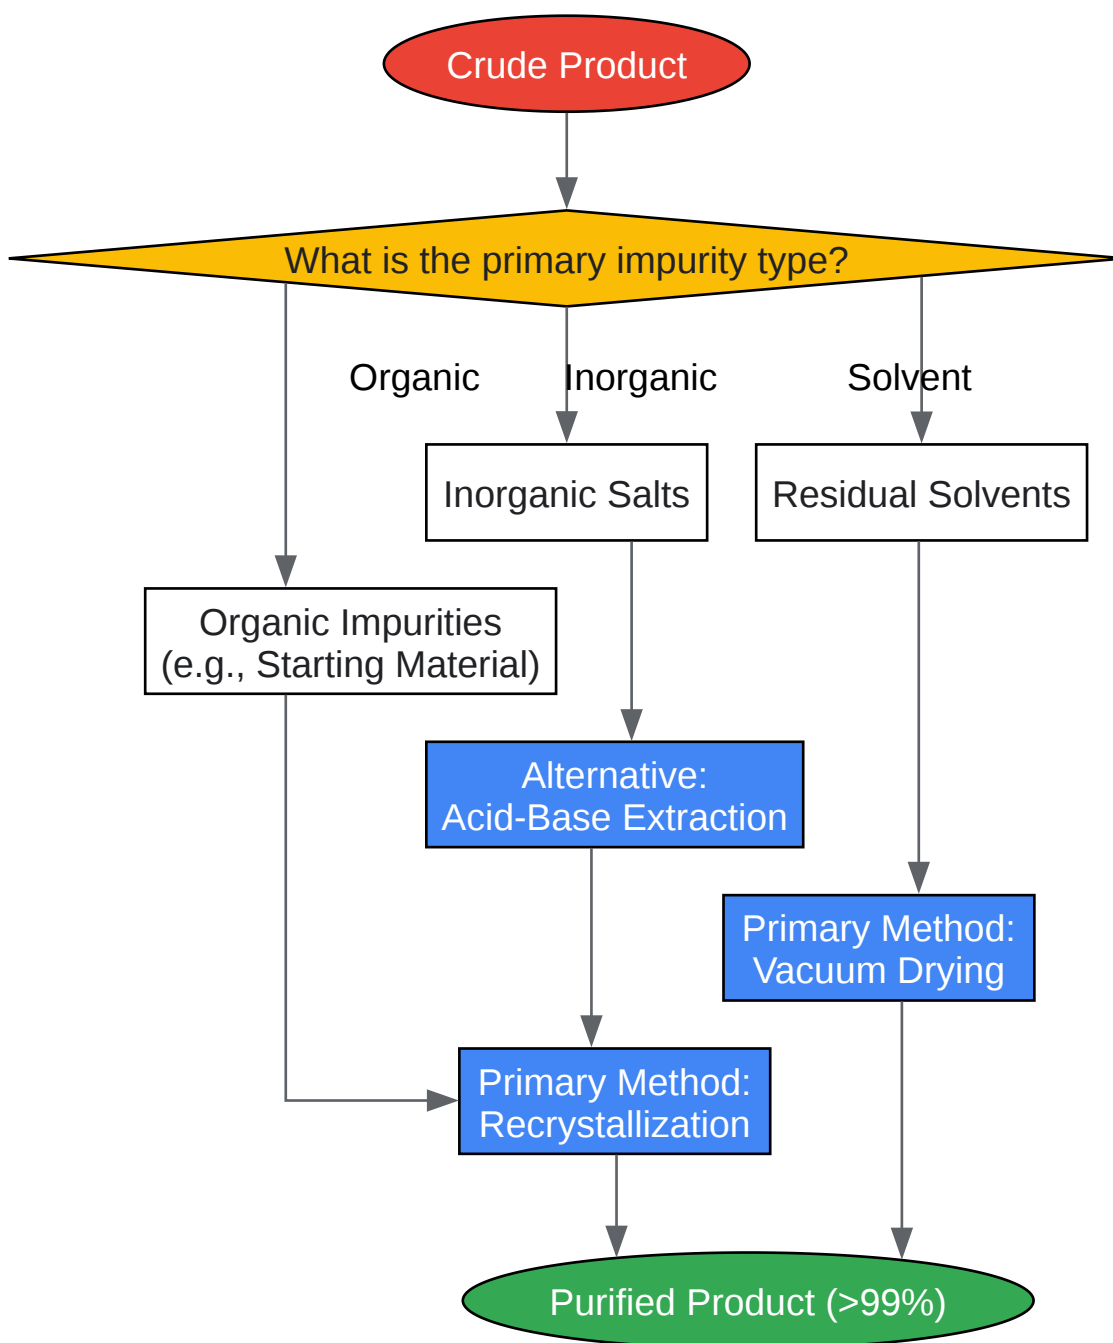 Crude Product
What is the primary impurity type?
Organic
Inorganic
Solvent
Inorganic Salts
Residual Solvents
Organic Impurities
(e.g., Starting Material)
Alternative:
Acid-Base Extraction
Primary Method:
Vacuum Drying
Primary Method:
Recrystallization
Purified Product (>99%)